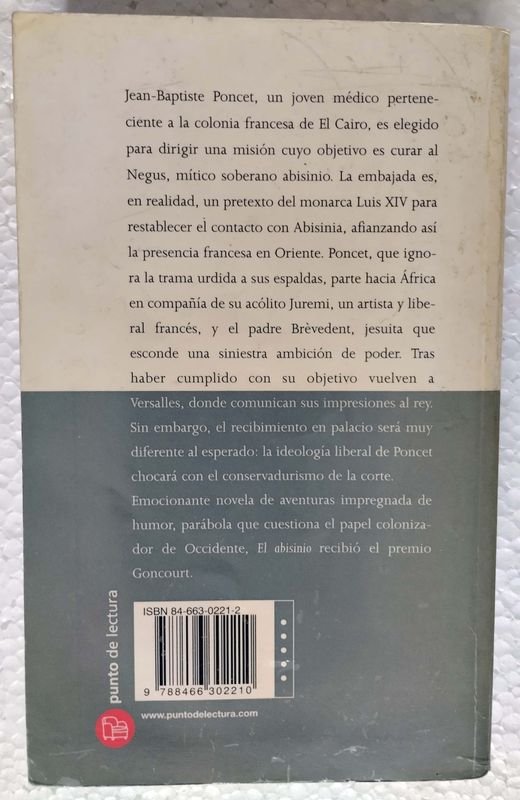 Jean-Baptiste Poncet, un joven médico pertene-
ciente a la colonia francesa de El Cairo, es elegido
para dirigir una misión cuyo objetivo es curar al
Negus, mítico soberano abisinio. La embajada es,
en realidad, un pretexto del monarca Luis XIV para
restablecer el contacto con Abisinia, afianzando así
la presencia francesa en Oriente. Poncet, que igno-
ra la trama urdida a sus espaldas, parte hacia África
en compañía de su acólito Juremi, un artista y libe-
ral francés, y el padre Brèvedent, jesuita que
esconde una siniestra ambición de poder. Tras
haber cumplido con su objetivo vuelven a
Versalles, donde comunican sus impresiones al rey.
Sin embargo, el recibimiento en palacio será muy
diferente al esperado: la ideología liberal de Poncet
chocará con el conservadurismo de la corte.
Emocionante novela de aventuras impregnada de
humor, parábola que cuestiona el papel coloniza-
dor de Occidente, El abisinio recibió el premio
Goncourt.
punto de lectura
ISBN 84-663-0221-2
9 788466 302210
www.puntodelectura.com